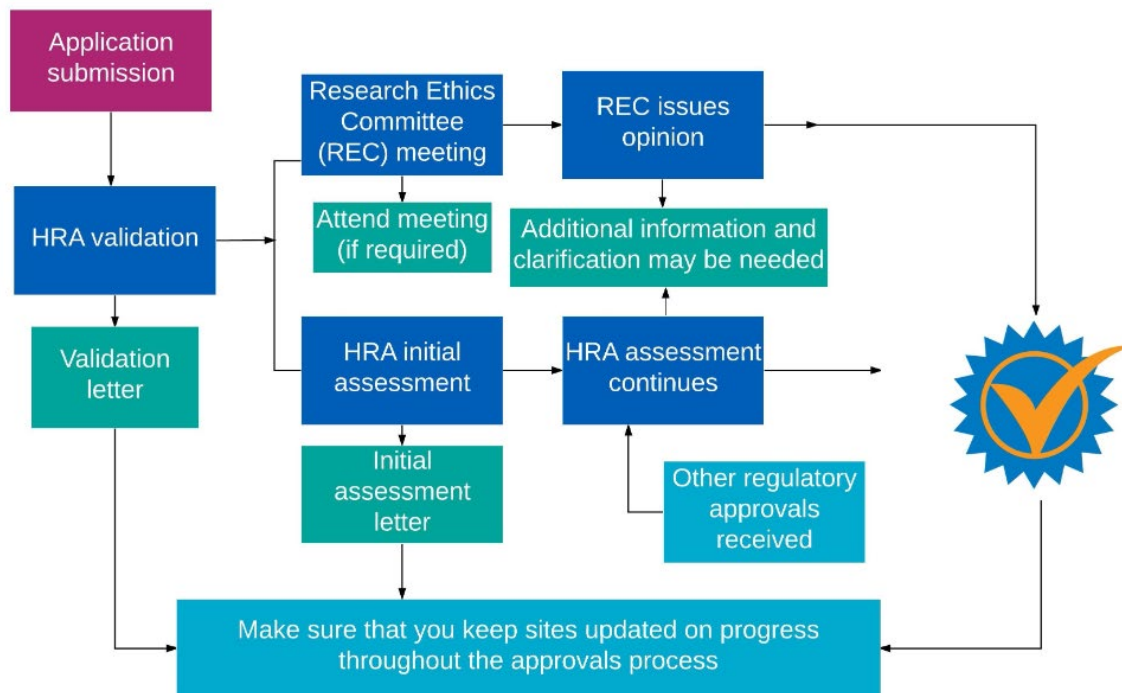 Application
submission
Research Ethics
Committee
(REC) meeting
REC issues
opinion
HRA validation
Attend meeting
(if required)
Additional information and
clarification may be needed
Validation
letter
HRA initial
assessment
HRA assessment
continues
Initial
assessment
letter
Other regulatory
approvals
received
Make sure that you keep sites updated on progress
throughout the approvals process